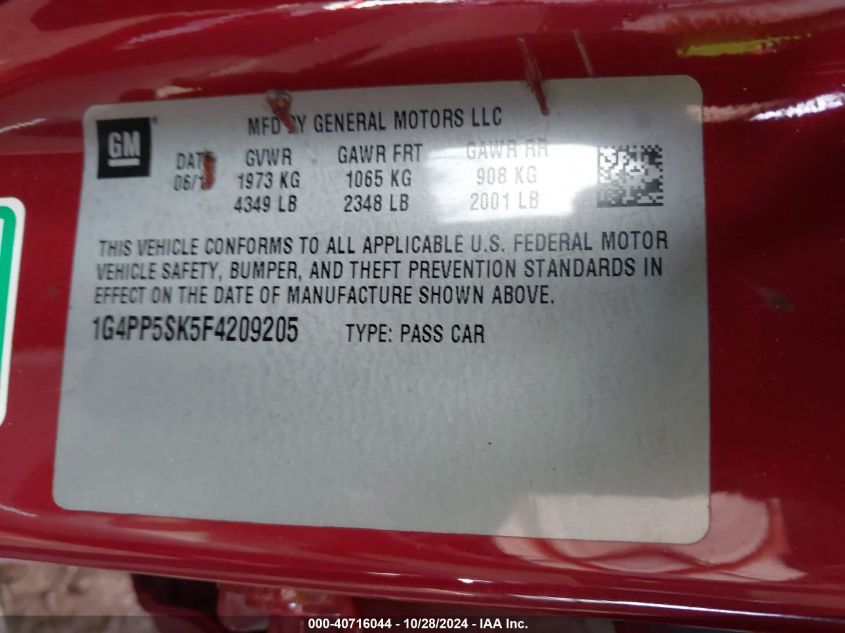 GM
MFD BY GENERAL MOTORS LLC
DATE GVWR GAWR FRT GAWR RR
1973 KG 1065 KG 908 KG
4349 LB 2348 LB 2001 LB
THIS VEHICLE CONFORMS TO ALL APPLICABLE U.S. FEDERAL MOTOR
VEHICLE SAFETY, BUMPER, AND THEFT PREVENTION STANDARDS IN
EFFECT ON THE DATE OF MANUFACTURE SHOWN ABOVE.
1G4PP5SK5F4209205 TYPE: PASS CAR
000-40716044 / 10/28/2024 - IAA Inc.